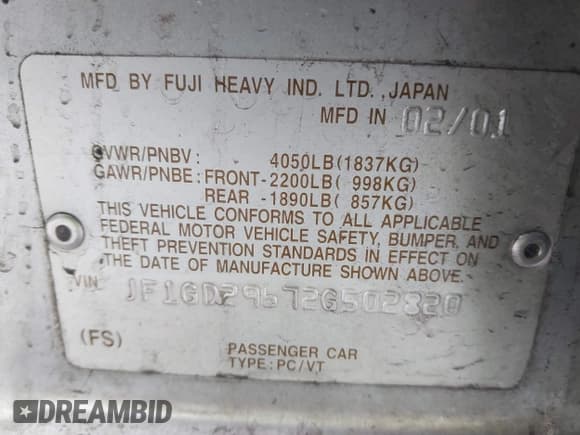 MFD BY FUJI HEAVY IND. LTD., JAPAN
MFD IN 02/01
GVWR/PNBV: 4050LB(1837KG)
GAWR/PNBE: FRONT-2200LB( 998KG)
REAR -1890LB( 857KG)
THIS VEHICLE CONFORMS TO ALL APPLICABLE
FEDERAL MOTOR VEHICLE SAFETY, BUMPER, AND
THEFT PREVENTION STANDARDS IN EFFECT ON
THE DATE OF MANUFACTURE SHOWN ABOVE.
VIN JF1GD29672G502820
(FS)
PASSENGER CAR
TYPE: PC/VT
DREAMBID